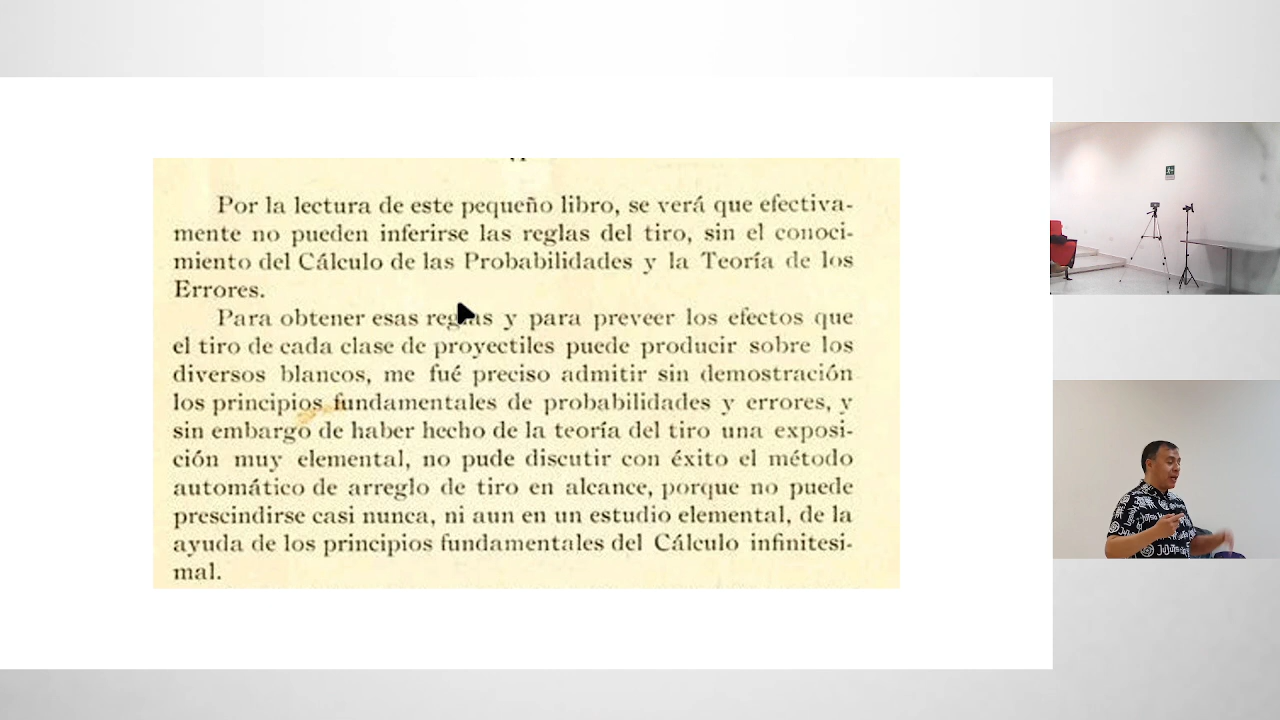 Por la lectura de este pequeño libro, se verá que efectiva-
mente no pueden inferirse las reglas del tiro, sin el conoci-
miento del Cálculo de las Probabilidades y la Teoría de los
Errores.
Para obtener esas reglas y para preveer los efectos que
el tiro de cada clase de proyectiles puede producir sobre los
diversos blancos, me fué preciso admitir sin demostración
los principios fundamentales de probabilidades y errores, y
sin embargo de haber hecho de la teoría del tiro una exposi-
ción muy elemental, no pude discutir con éxito el método
automático de arreglo de tiro en alcance, porque no puede
prescindirse casi nunca, ni aun en un estudio elemental, de la
ayuda de los principios fundamentales del Cálculo infinitesi-
mal.